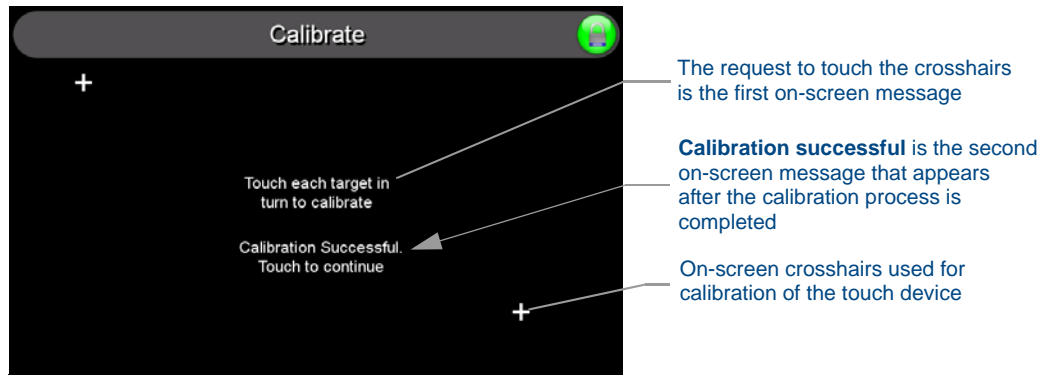 Calibrate
The request to touch the crosshairs
is the first on-screen message
Touch each target in
turn to calibrate
Calibration successful is the second
on-screen message that appears
after the calibration process is
completed
Calibration Successful.
Touch to continue
On-screen crosshairs used for
calibration of the touch device